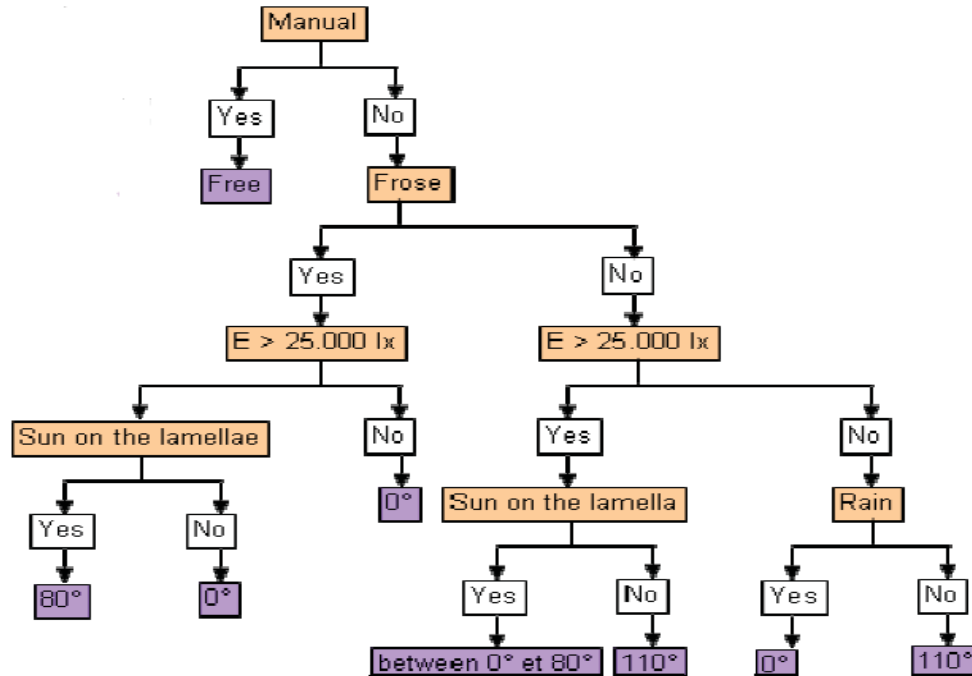 Manual
Yes
No
Free
Frose
Yes
No
E > 25.000 lx
E > 25.000 lx
Sun on the lamellae
No
Yes
No
0°
Sun on the lamella
Rain
Yes
No
80°
0°
Yes
No
Yes
No
between 0° et 80°
110°
0°
110°